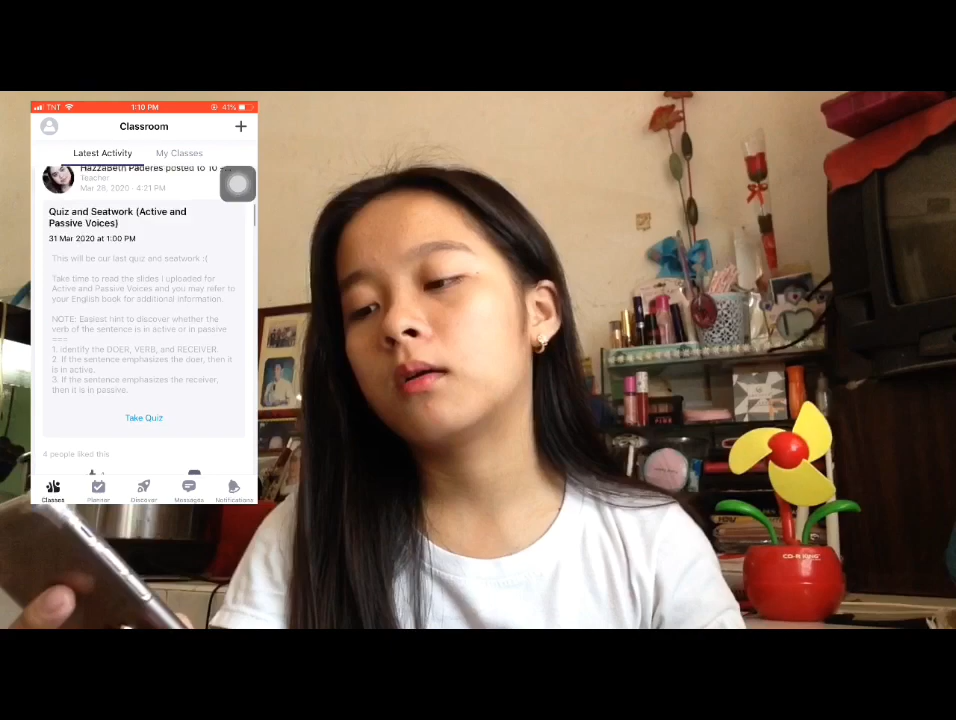 TNT 1:10 PM 41%
Classroom +
Latest Activity My Classes
HazzaBeth Paderes posted to 10 -...
Teacher
Mar 28, 2020 · 4:21 PM
Quiz and Seatwork (Active and
Passive Voices)
31 Mar 2020 at 1:00 PM
This will be our last quiz and seatwork :(
Take time to read the slides I uploaded for
Active and Passive Voices and you may refer to
your English book for additional information.
NOTE: Easiest hint to discover whether the
verb of the sentence is in active or in passive
===
1. Identify the DOER, VERB, and RECEIVER.
2 If the sentence emphasizes the doer, then it
is in active.
3. If the sentence emphasizes the receiver,
then it is in passive.
Take Quiz
4 people liked this
Classes Planner Discover Messages Notifications
CD-R KING